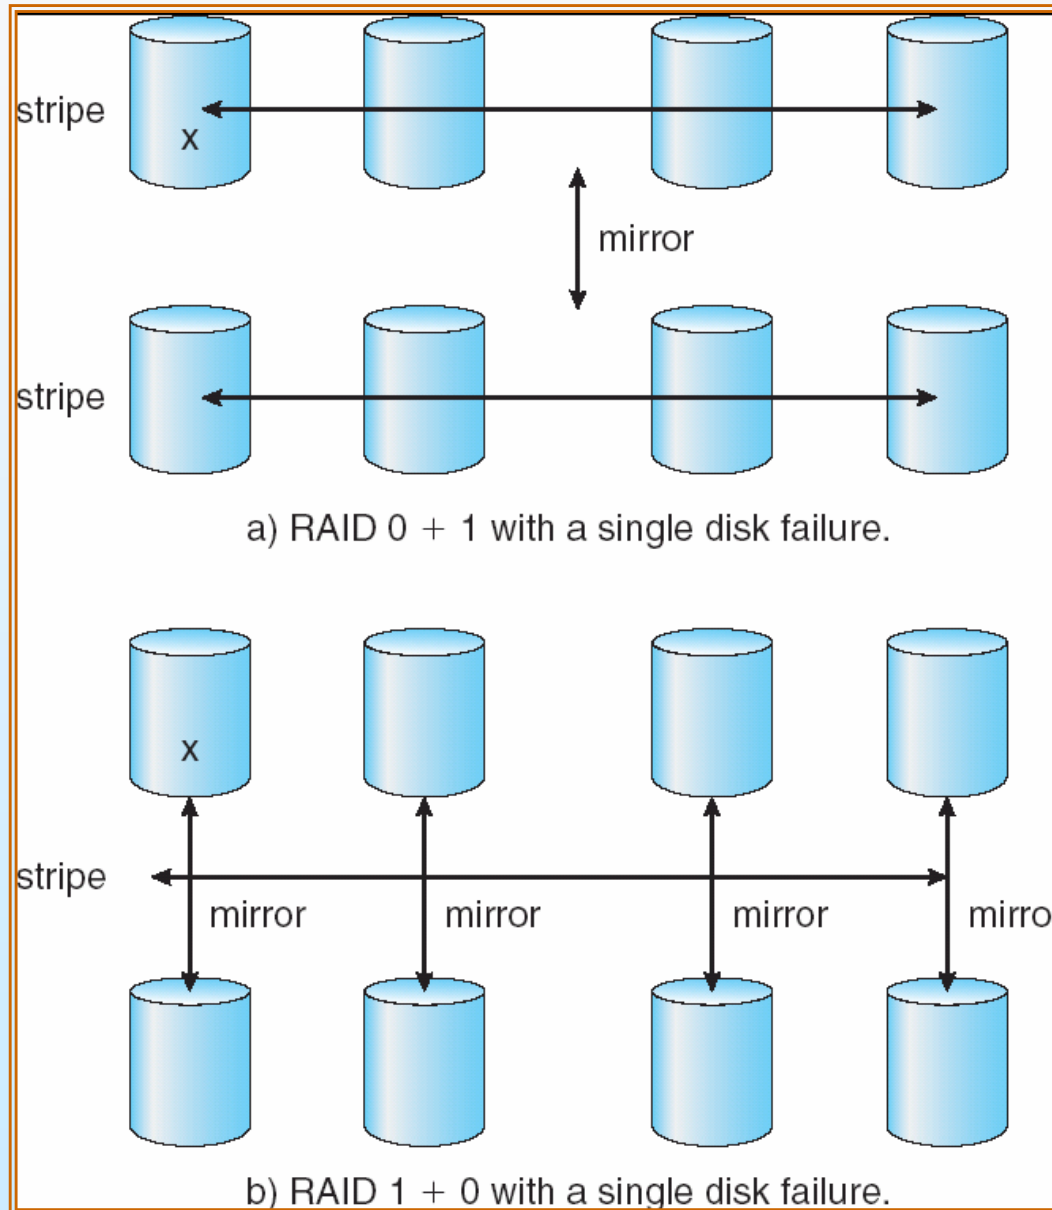 stripe
x
mirror
stripe
a) RAID 0 + 1 with a single disk failure.
x
stripe
mirror mirror mirror mirro
b) RAID 1 + 0 with a single disk failure.